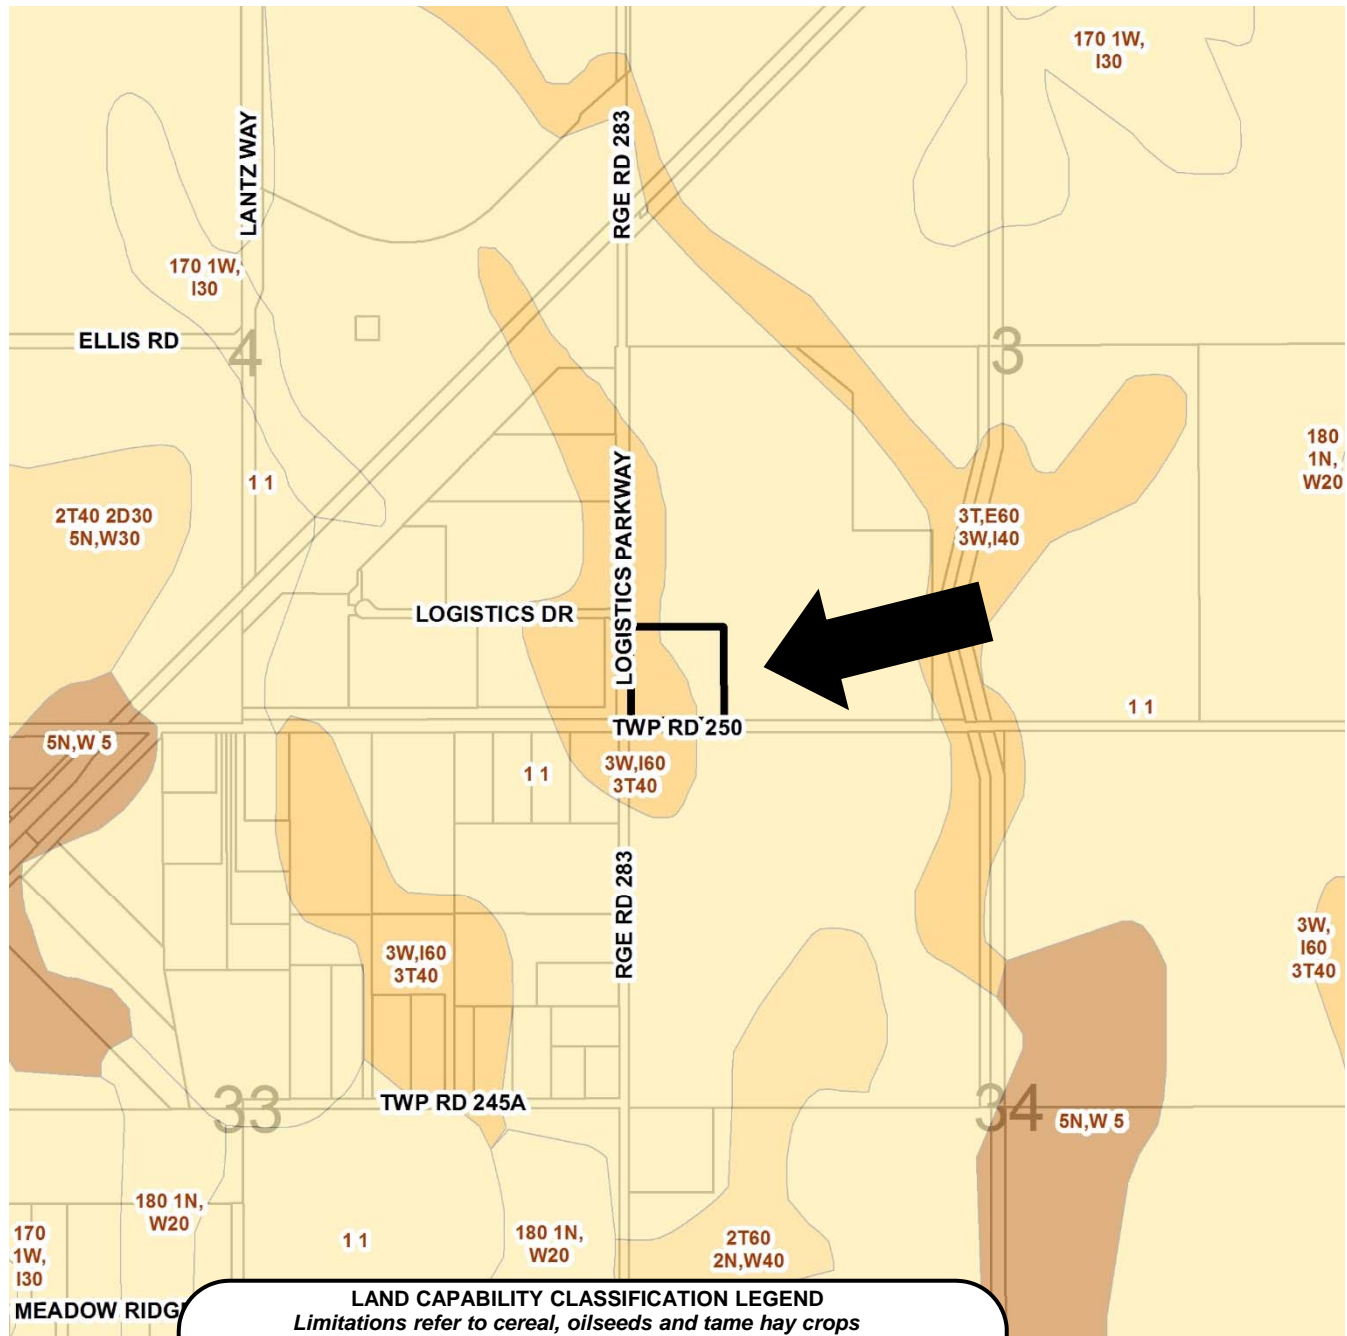 170 1W,
I30
LANTZ WAY
RGE RD 283
170 1W,
I30
ELLIS RD
4
3
180
1N,
W20
1 1
2T40 2D30
5N,W30
3T,E60
3W,I40
LOGISTICS PARKWAY
LOGISTICS DR
1 1
TWP RD 250
5N,W 5
1 1
3W,I60
3T40
RGE RD 283
3W,I60
3T40
3W,
I60
3T40
33
TWP RD 245A
34
5N,W 5
180 1N,
W20
170
1W,
I30
1 1
180 1N,
W20
2T60
2N,W40
MEADOW
LAND CAPABILITY CLASSIFICATION LEGEND
Limitations refer to cereal, oilseeds and tame hay crops